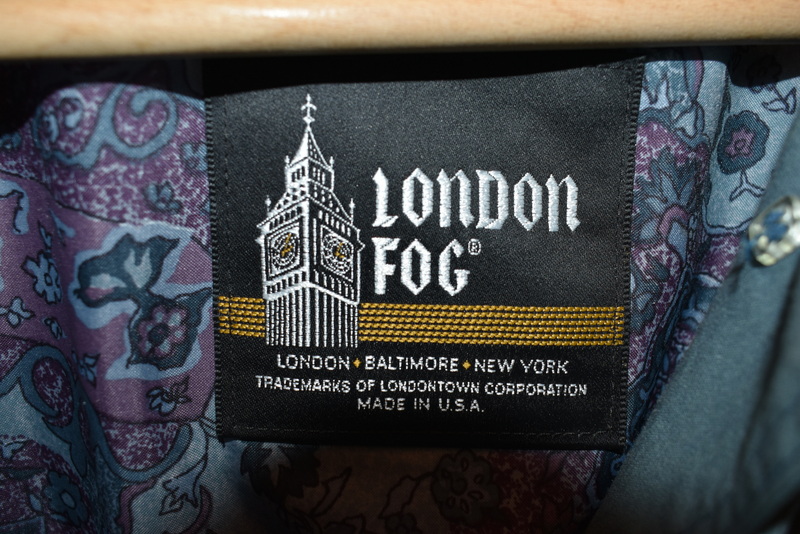 LONDON
FOG®
LONDON ♦ BALTIMORE ♦ NEW YORK
TRADEMARKS OF LONDONTOWN CORPORATION
MADE IN U.S.A.